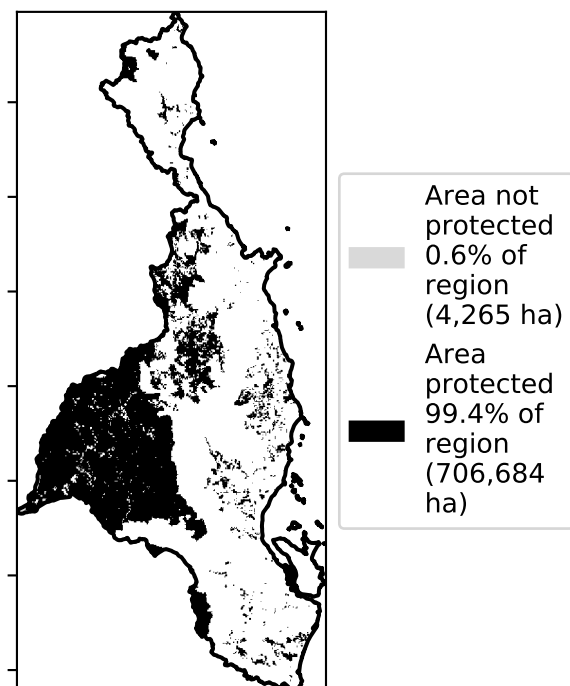 Area not
protected
0.6% of
region
(4,265 ha)
Area
protected
99.4% of
region
(706,684
ha)